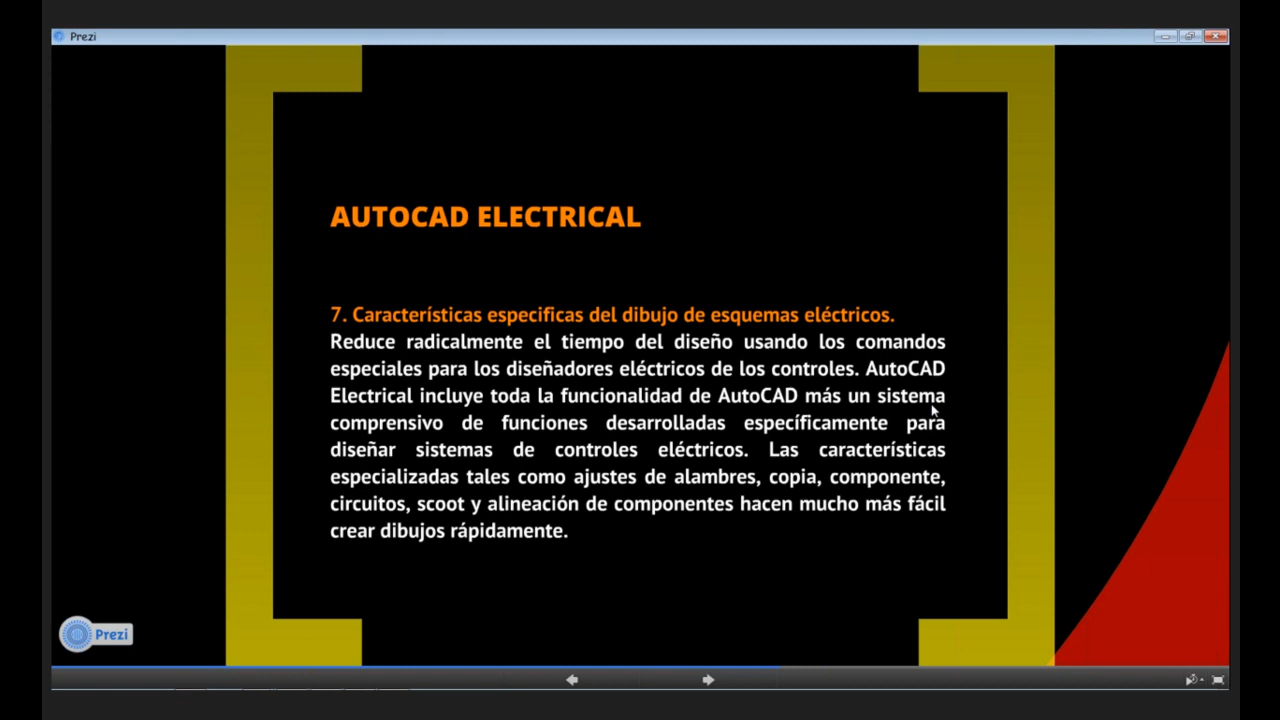 Prezi
AUTOCAD ELECTRICAL
7. Características especificas del dibujo de esquemas eléctricos.
Reduce radicalmente el tiempo del diseño usando los comandos
especiales para los diseñadores eléctricos de los controles. AutoCAD
Electrical incluye toda la funcionalidad de AutoCAD más un sistema
comprensivo de funciones desarrolladas específicamente para
diseñar sistemas de controles eléctricos. Las características
especializadas tales como ajustes de alambres, copia, componente,
circuitos, scoot y alineación de componentes hacen mucho más fácil
crear dibujos rápidamente.
Prezi